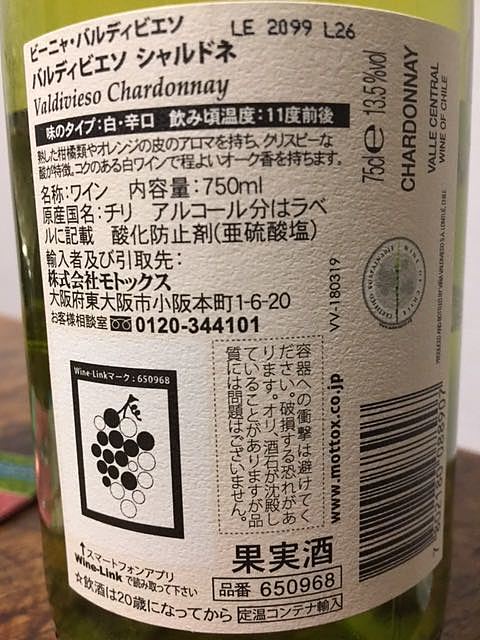 LE 2099 L26
ビーニャ・バルディビエソ
バルディビエソ シャルドネ
Valdivieso Chardonnay
味のタイプ:白・辛口 飲み頃温度:11度前後
熟した柑橘類やオレンジの皮のアロマを持ち、クリスピーな
酸が特徴。コクのある白ワインで程よいオーク香を持ちます。
名称:ワイン 内容量:750ml
原産国名:チリ アルコール分はラベ
ルに記載 酸化防止剤(亜硫酸塩)
輸入者及び引取先:
株式会社モトックス
大阪府東大阪市小阪本町1-6-20
お客様相談室 0120-344101
Wine-Linkマーク:650968
↑スマートフォンアプリ
Wine-Link で読み取って下さい
☆飲酒は20歳になってから
容器への衝撃は避けてく
ださい。破損する恐れがあ
ります。オリ、酒石が沈殿し
ていることがありますが品
質には問題はございません。
果実酒
品番 650968
定温コンテナ輸入
VV-180319
www.mottox.co.jp
75cl e 13.5%vol
CHARDONNAY
VALLE CENTRAL
WINE OF CHILE